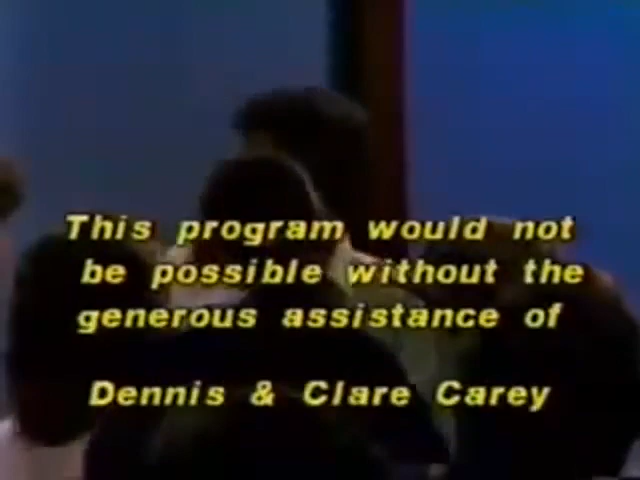 This program would not
be possible without the
generous assistance of
Dennis & Clare Carey